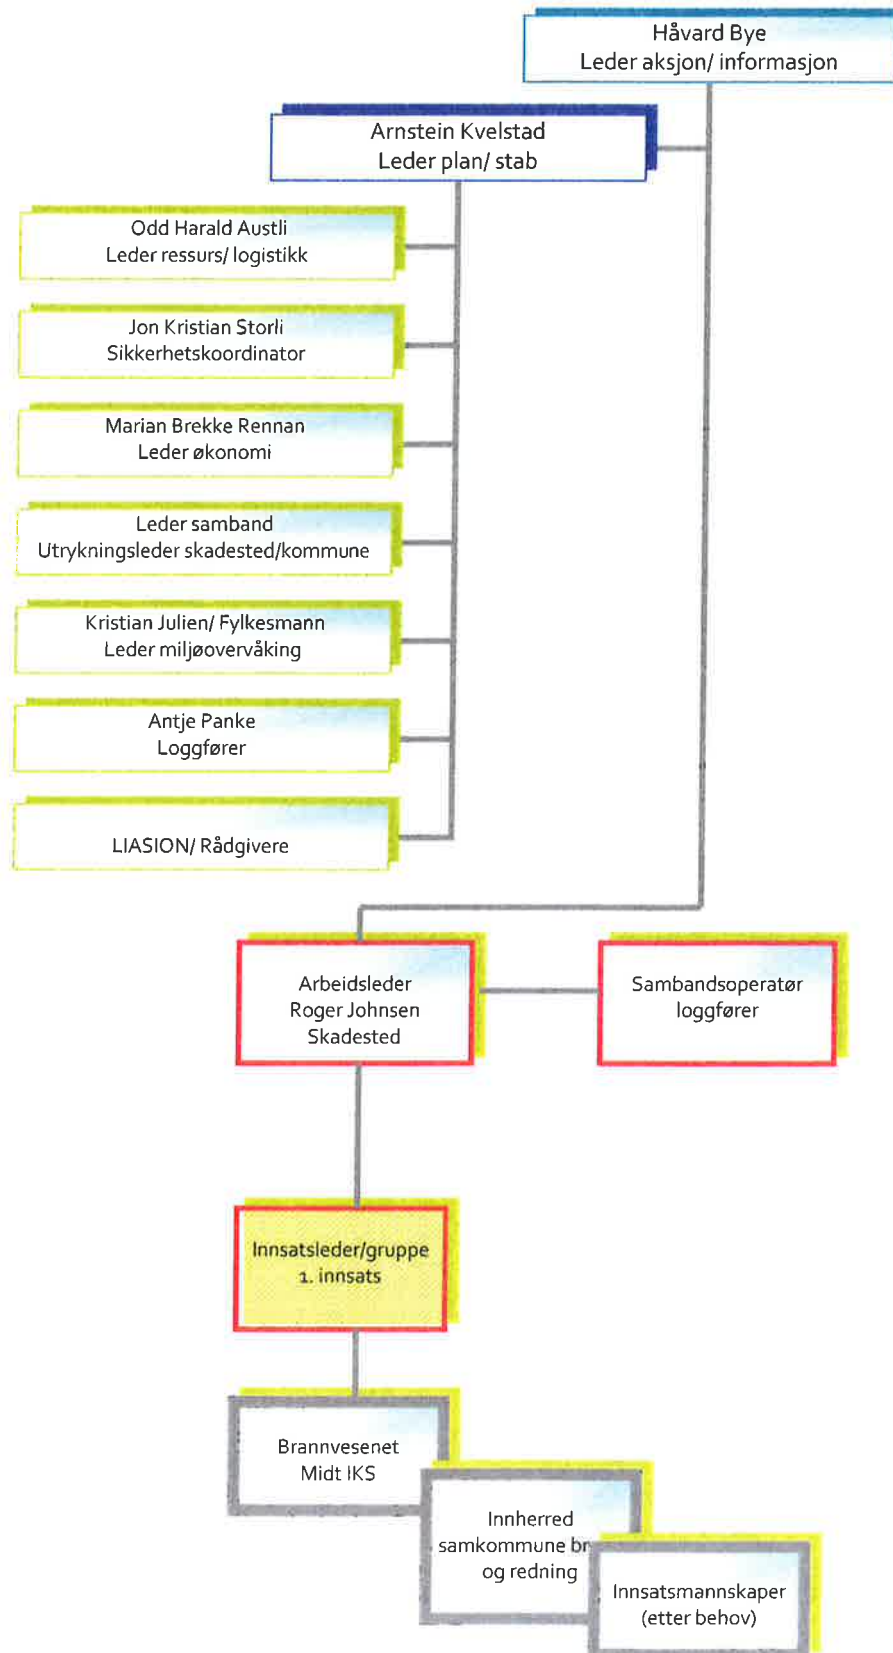 Håvard Bye
Leder aksjon/ informasjon
Arnstein Kvelstad
Leder plan/ stab
Odd Harald Austli
Leder ressurs/ logistikk
Jon Kristian Storli
Sikkerhetskoordinator
Marian Brekke Rennan
Leder økonomi
Leder samband
Utrykningsleder skadested/kommune
Kristian Julien/ Fylkesmann
Leder miljøovervåking
Antje Panke
Loggfører
LIASION/ Rådgivere
Arbeidsleder
Roger Johnsen
Skadested
Sambandsoperatør
loggfører
Innsatsleder/gruppe
1. innsats
Brannvesenet
Midt IKS
Innherred
samkommune
og redning
Innsatsmannskaper
(etter behov)